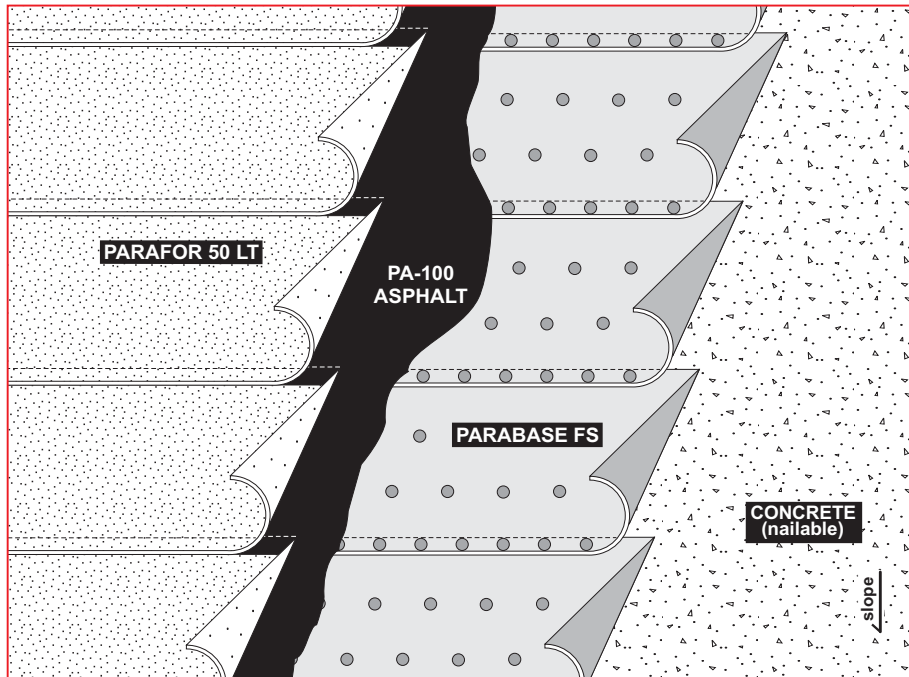 PARAFOR 50 LT
PA-100
ASPHALT
PARABASE FS
CONCRETE
(nailable)
slope